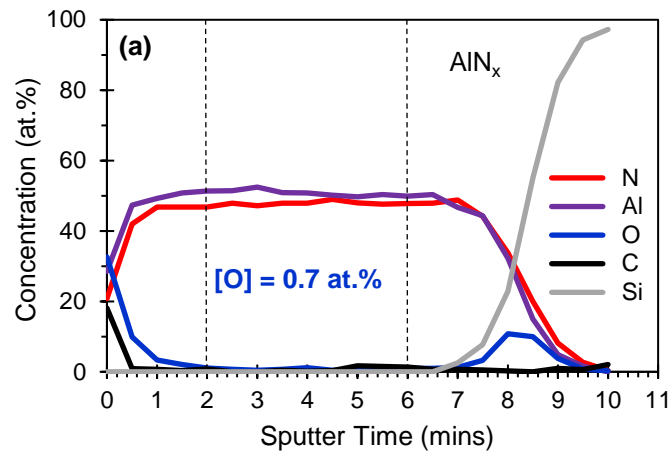 (a)
AlNx
100
80
60
40
20
0
Concentration (at.%)
[O] = 0.7 at.%
N
Al
O
C
Si
0 1 2 3 4 5 6 7 8 9 10 11
Sputter Time (mins)